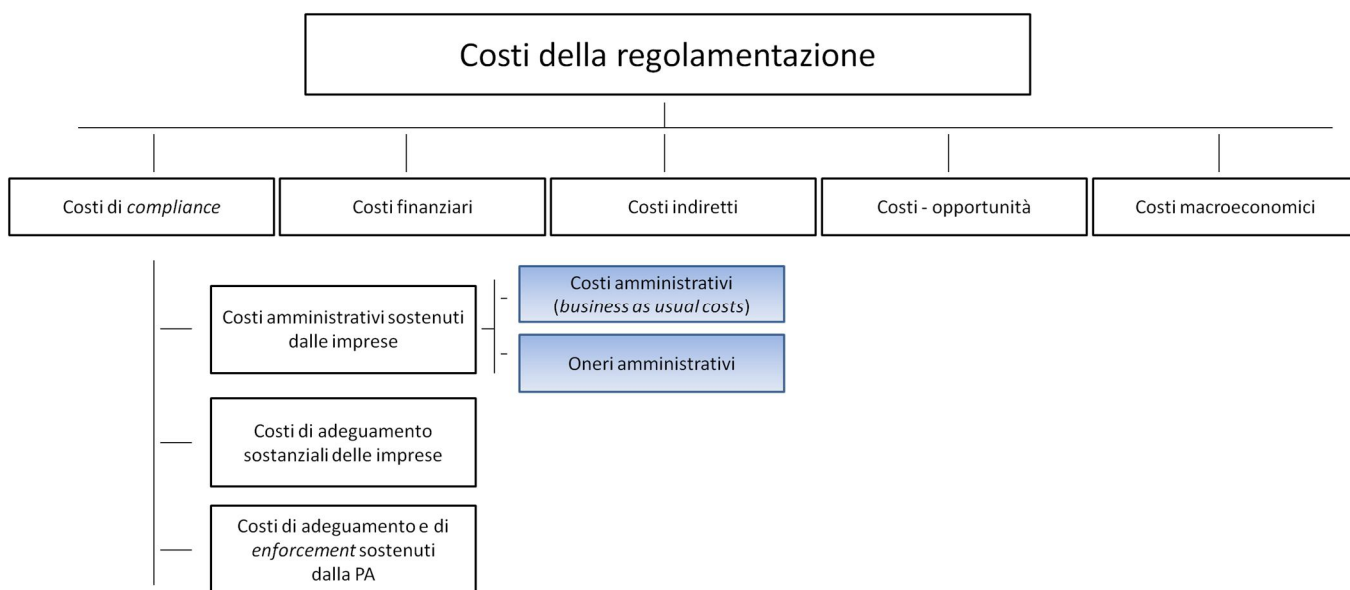 Costi della regolamentazione
Costi di compliance
Costi finanziari
Costi indiretti
Costi - opportunità
Costi macroeconomici
Costi amministrativi sostenuti
dalle imprese
Costi amministrativi
(business as usual costs)
Oneri amministrativi
Costi di adeguamento
sostanziali delle imprese
Costi di adeguamento e di
enforcement sostenuti
dalla PA